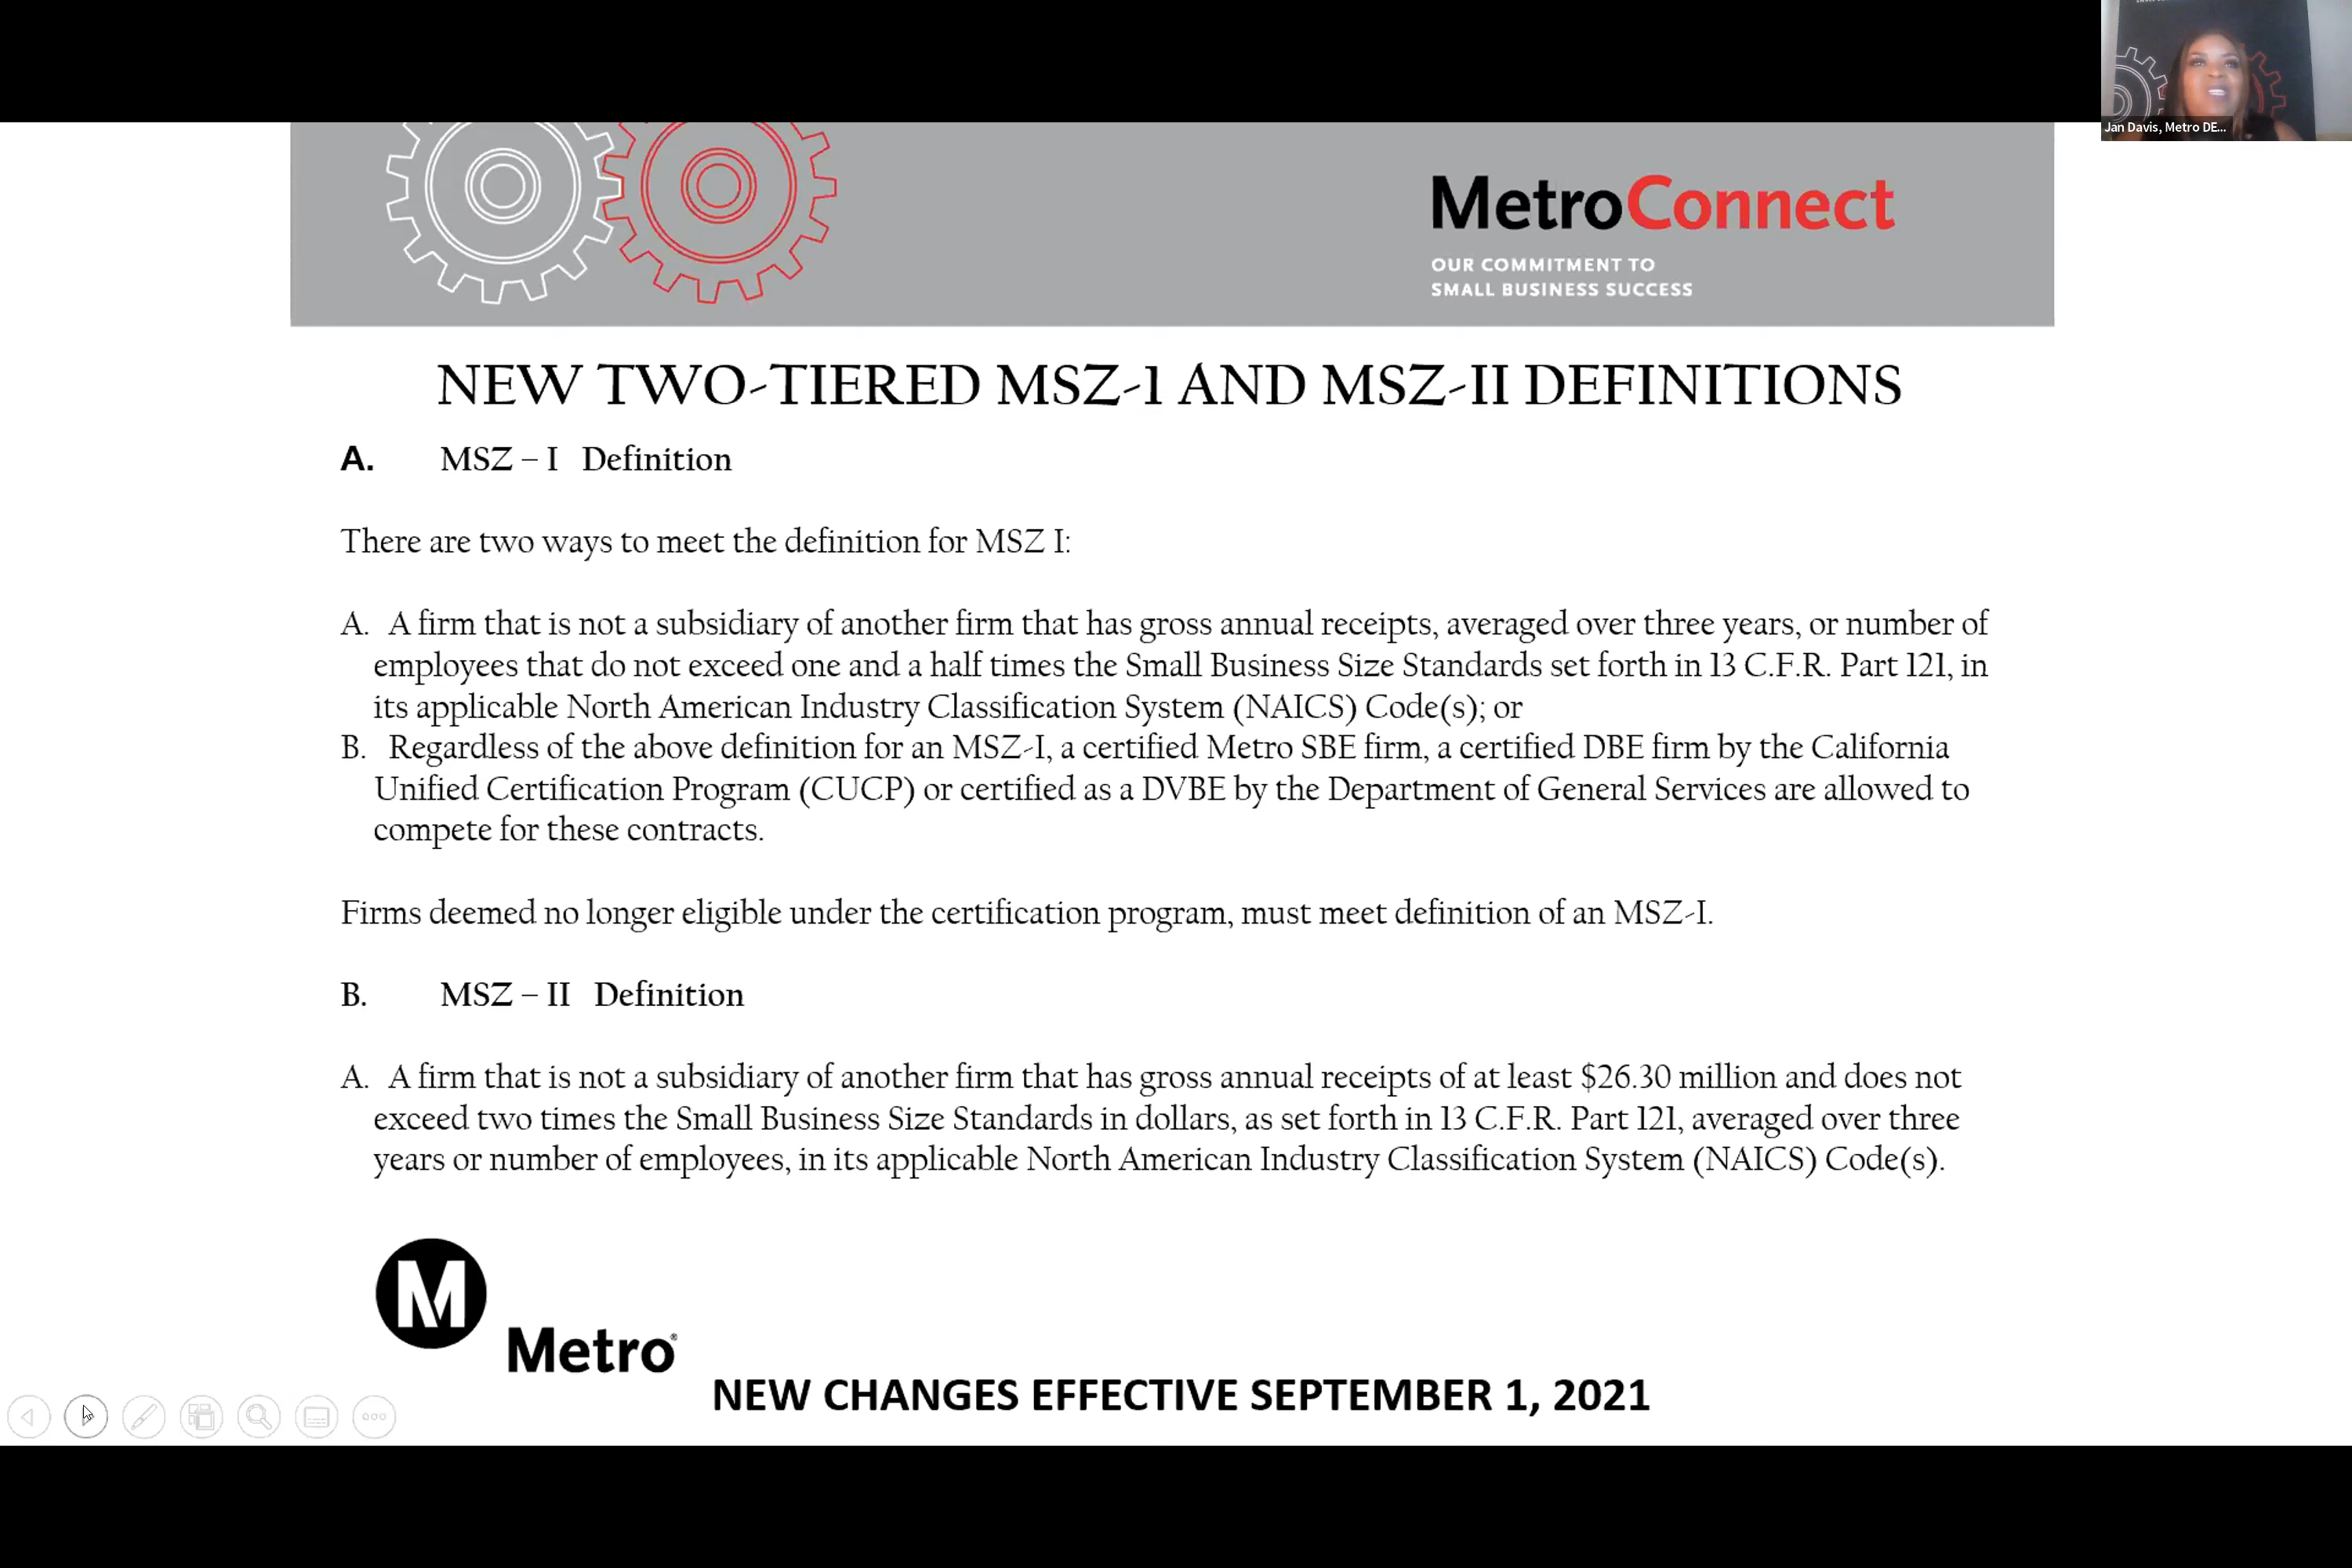 Jan Davis, Metro DE...
MetroConnect
OUR COMMITMENT TO
SMALL BUSINESS SUCCESS
NEW TWO-TIERED MSZ-1 AND MSZ-II DEFINITIONS
A. MSZ – I Definition
There are two ways to meet the definition for MSZ I:
A. A firm that is not a subsidiary of another firm that has gross annual receipts, averaged over three years, or number of
employees that do not exceed one and a half times the Small Business Size Standards set forth in 13 C.F.R. Part 121, in
its applicable North American Industry Classification System (NAICS) Code(s); or
B. Regardless of the above definition for an MSZ-I, a certified Metro SBE firm, a certified DBE firm by the California
Unified Certification Program (CUCP) or certified as a DVBE by the Department of General Services are allowed to
compete for these contracts.
Firms deemed no longer eligible under the certification program, must meet definition of an MSZ-I.
B. MSZ – II Definition
A. A firm that is not a subsidiary of another firm that has gross annual receipts of at least $26.30 million and does not
exceed two times the Small Business Size Standards in dollars, as set forth in 13 C.F.R. Part 121, averaged over three
years or number of employees, in its applicable North American Industry Classification System (NAICS) Code(s).
M
Metro®
NEW CHANGES EFFECTIVE SEPTEMBER 1, 2021